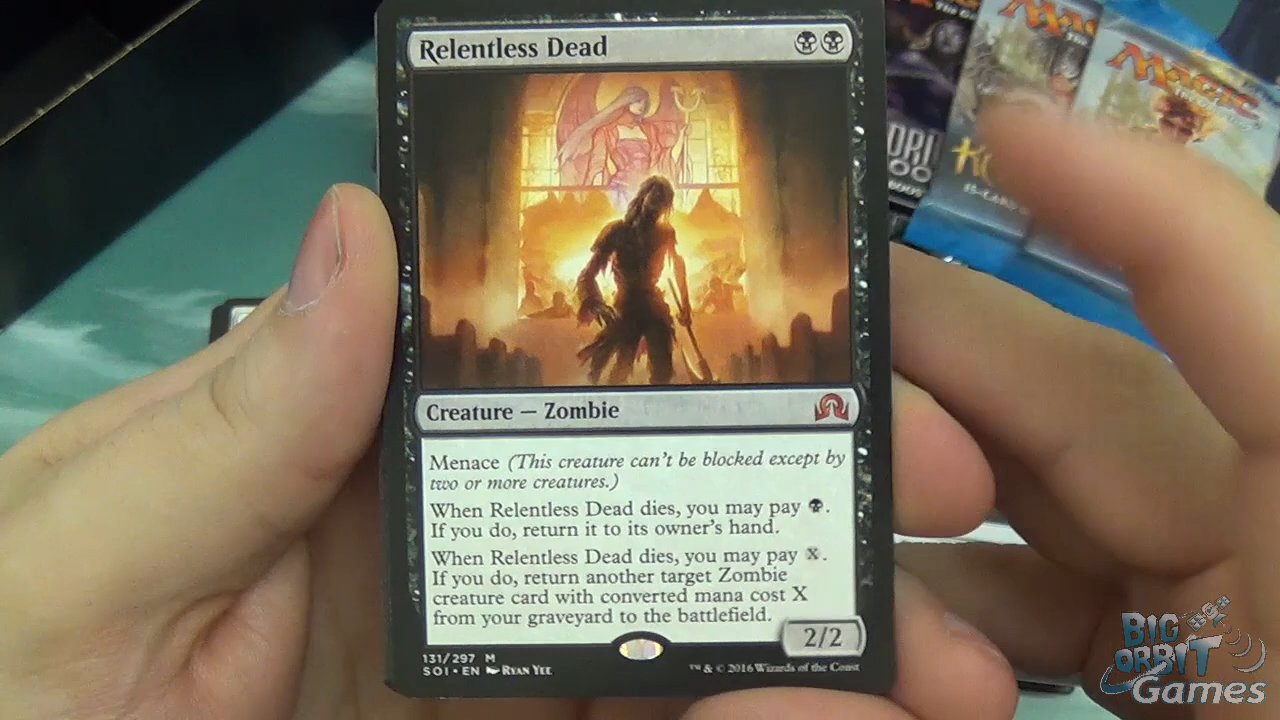 Relentless Dead
Creature — Zombie
Menace (This creature can't be blocked except by
two or more creatures.)
When Relentless Dead dies, you may pay .
If you do, return it to its owner's hand.
When Relentless Dead dies, you may pay X.
If you do, return another target Zombie
creature card with converted mana cost X
from your graveyard to the battlefield.
2/2
131/297 M
SOI • EN Ryan Yee
™ & © 2016 Wizards of the Coast
MAGIC
15-CARD
BIG
ORBIT
Games